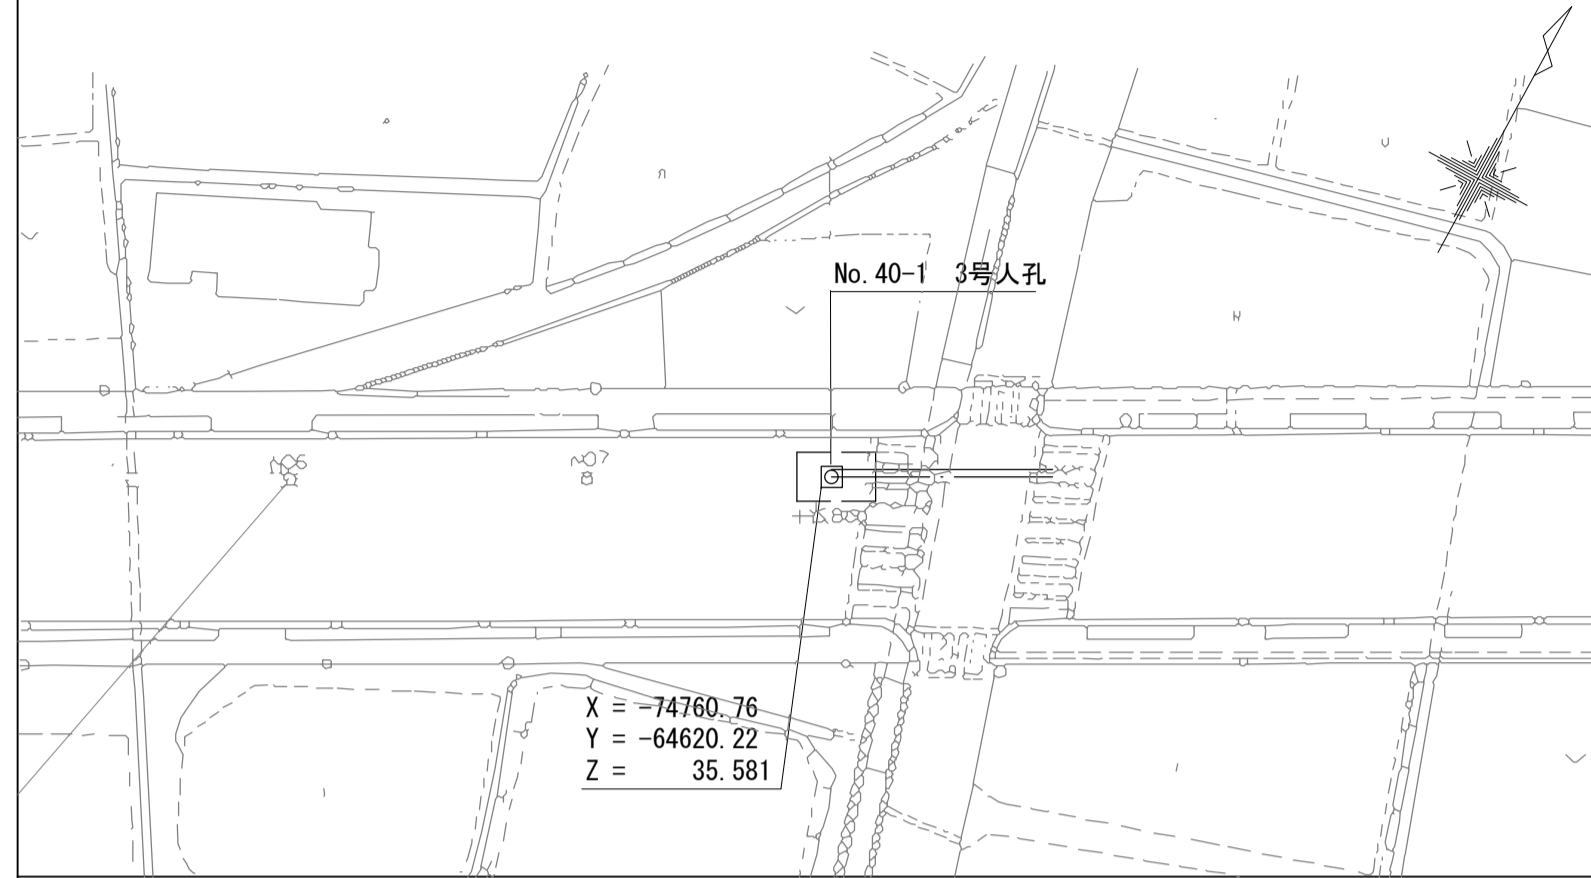 No. 40-1 3号人孔
X = -74760.76
Y = -64620.22
Z = 35.581